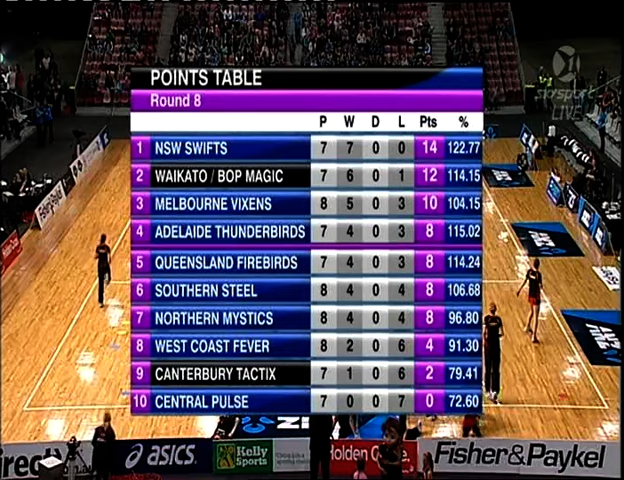 POINTS TABLE
Round 8
P W D L Pts %
1 NSW SWIFTS 7 7 0 0 14 122.77
2 WAIKATO / BOP MAGIC 7 6 0 1 12 114.15
3 MELBOURNE VIXENS 8 5 0 3 10 104.15
4 ADELAIDE THUNDERBIRDS 7 4 0 3 8 115.02
5 QUEENSLAND FIREBIRDS 7 4 0 3 8 114.24
6 SOUTHERN STEEL 8 4 0 4 8 106.68
7 NORTHERN MYSTICS 8 4 0 4 8 96.80
8 WEST COAST FEVER 8 2 0 6 4 91.30
9 CANTERBURY TACTIX 7 1 0 6 2 79.41
10 CENTRAL PULSE 7 0 0 7 0 72.60
sky sport
LIVE
asics
Kelly Sports
Holden
Fisher&Paykel